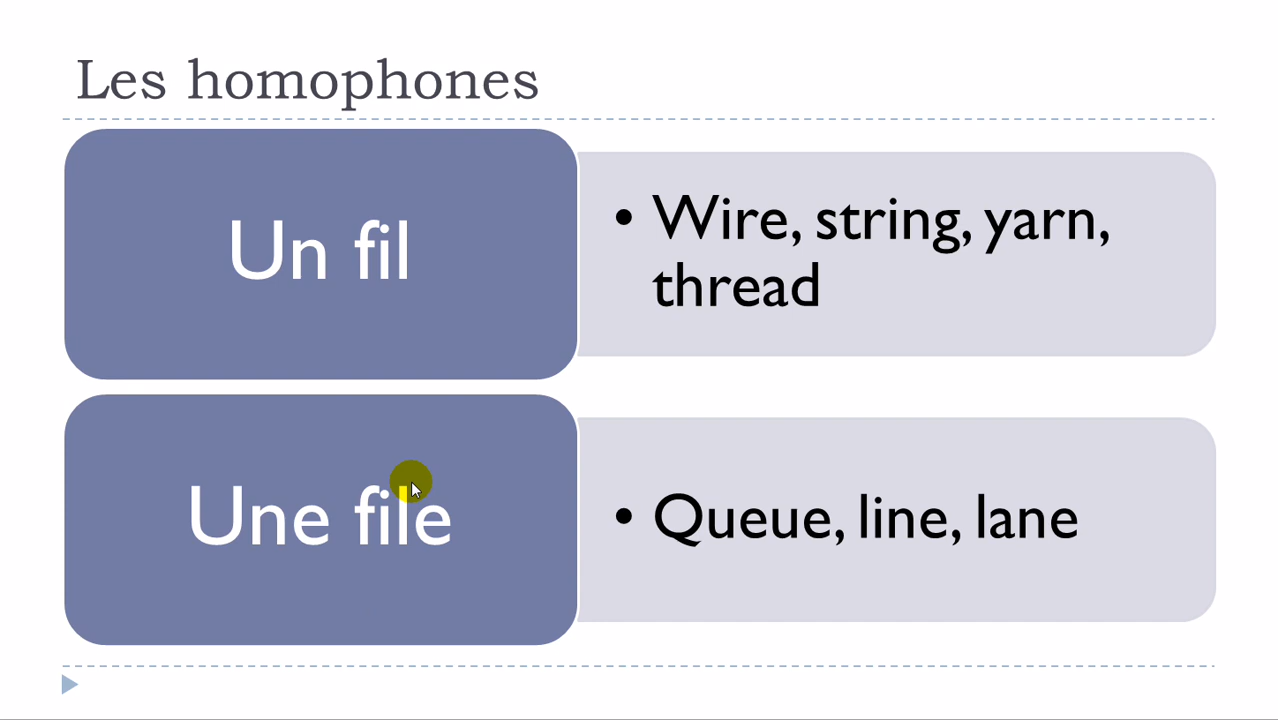 Les homophones
Un fil
• Wire, string, yarn,
thread
Une file
• Queue, line, lane